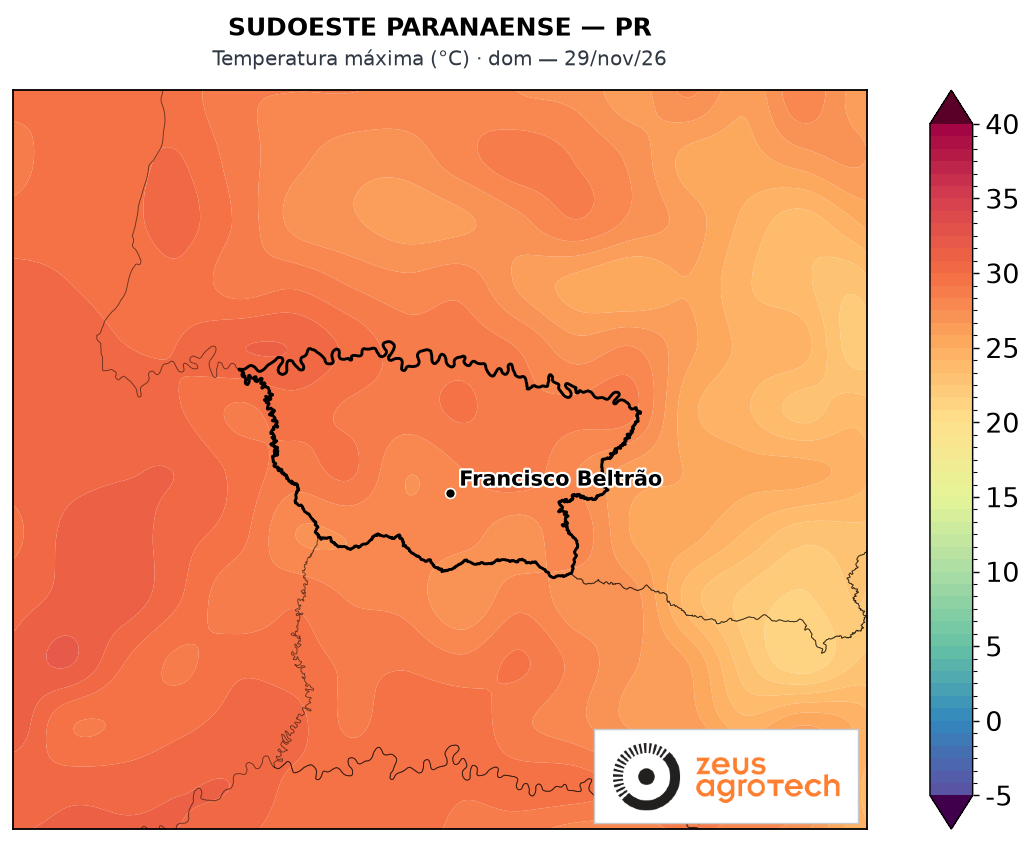 SUDOESTE PARANAENSE — PR
Temperatura máxima (°C) · dom — 29/nov/26
40
35
30
25
20
15
10
5
0
-5
Francisco Beltrão
zeus
agroTech